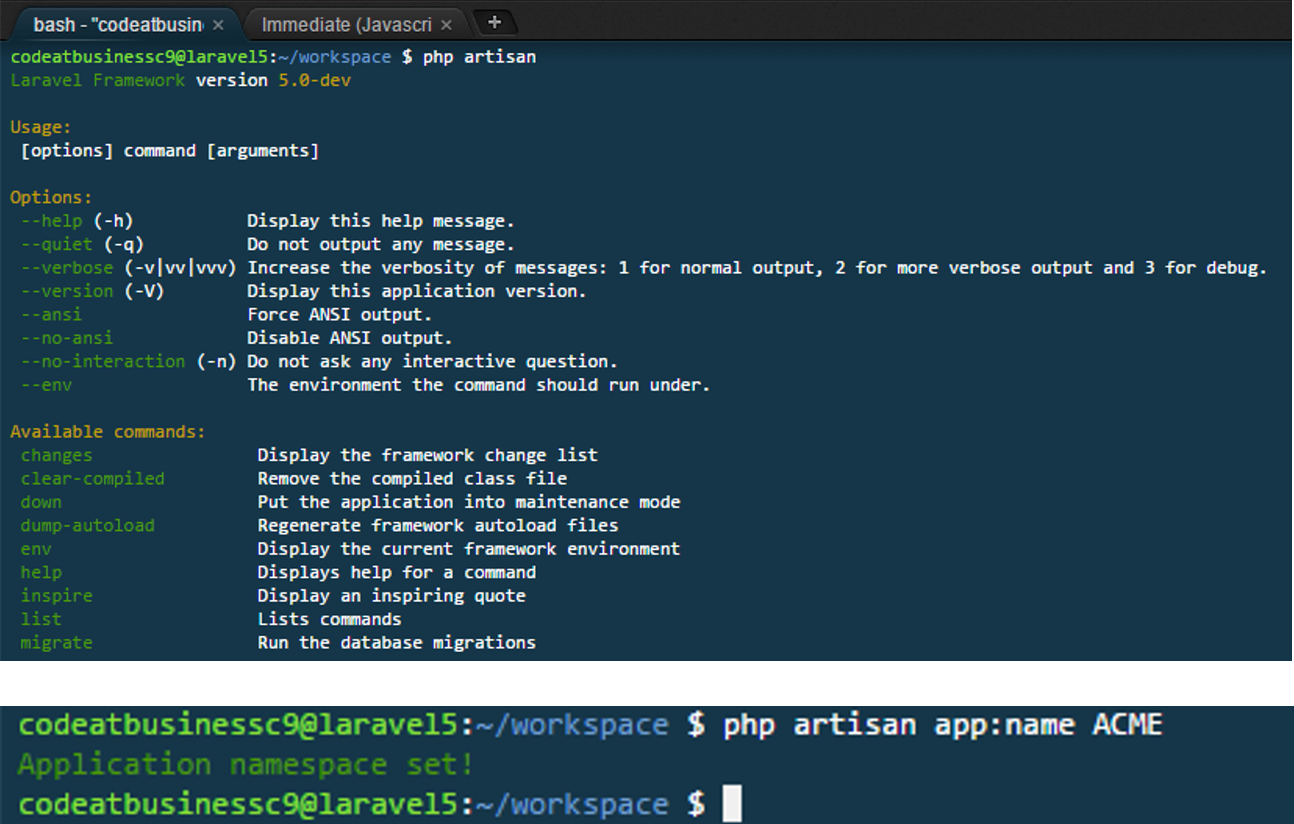 bash - "codeatbusin × Immediate (Javascri × +
codeatbusinessc9@laravel5:~/workspace $ php artisan
Laravel Framework version 5.0-dev
Usage:
[options] command [arguments]
Options:
--help (-h) Display this help message.
--quiet (-q) Do not output any message.
--verbose (-v|vv|vvv) Increase the verbosity of messages: 1 for normal output, 2 for more verbose output and 3 for debug.
--version (-V) Display this application version.
--ansi Force ANSI output.
--no-ansi Disable ANSI output.
--no-interaction (-n) Do not ask any interactive question.
--env The environment the command should run under.
Available commands:
changes Display the framework change list
clear-compiled Remove the compiled class file
down Put the application into maintenance mode
dump-autoload Regenerate framework autoload files
env Display the current framework environment
help Displays help for a command
inspire Display an inspiring quote
list Lists commands
migrate Run the database migrations
codeatbusinessc9@laravel5:~/workspace $ php artisan app:name ACME
Application namespace set!
codeatbusinessc9@laravel5:~/workspace $